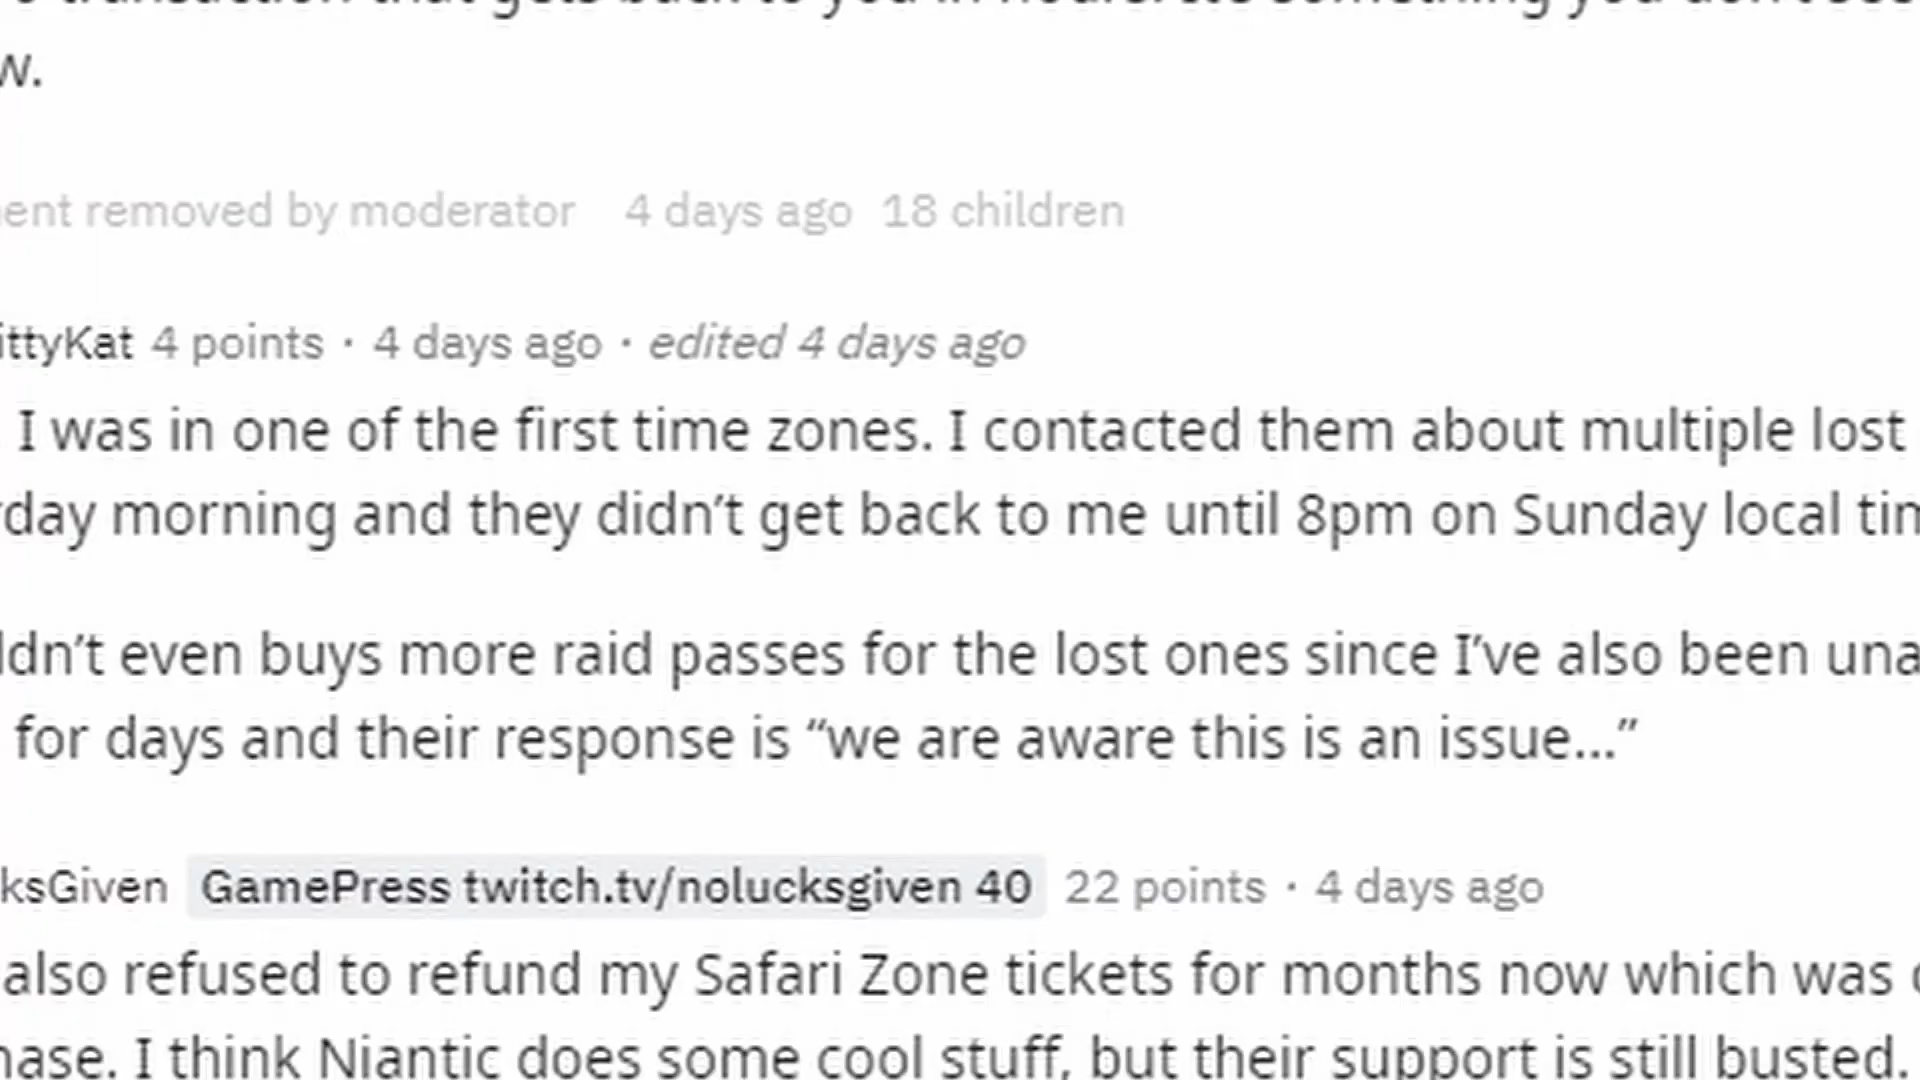 transaction that gets back to you in hours. It's something you don't see
w.
ent removed by moderator 4 days ago 18 children
ittyKat 4 points · 4 days ago · edited 4 days ago
I was in one of the first time zones. I contacted them about multiple lost
rday morning and they didn’t get back to me until 8pm on Sunday local tim
ldn’t even buys more raid passes for the lost ones since I’ve also been una
for days and their response is “we are aware this is an issue...”
ksGiven GamePress twitch.tv/nolucksgiven 40 22 points · 4 days ago
also refused to refund my Safari Zone tickets for months now which was
hase. I think Niantic does some cool stuff, but their support is still busted.